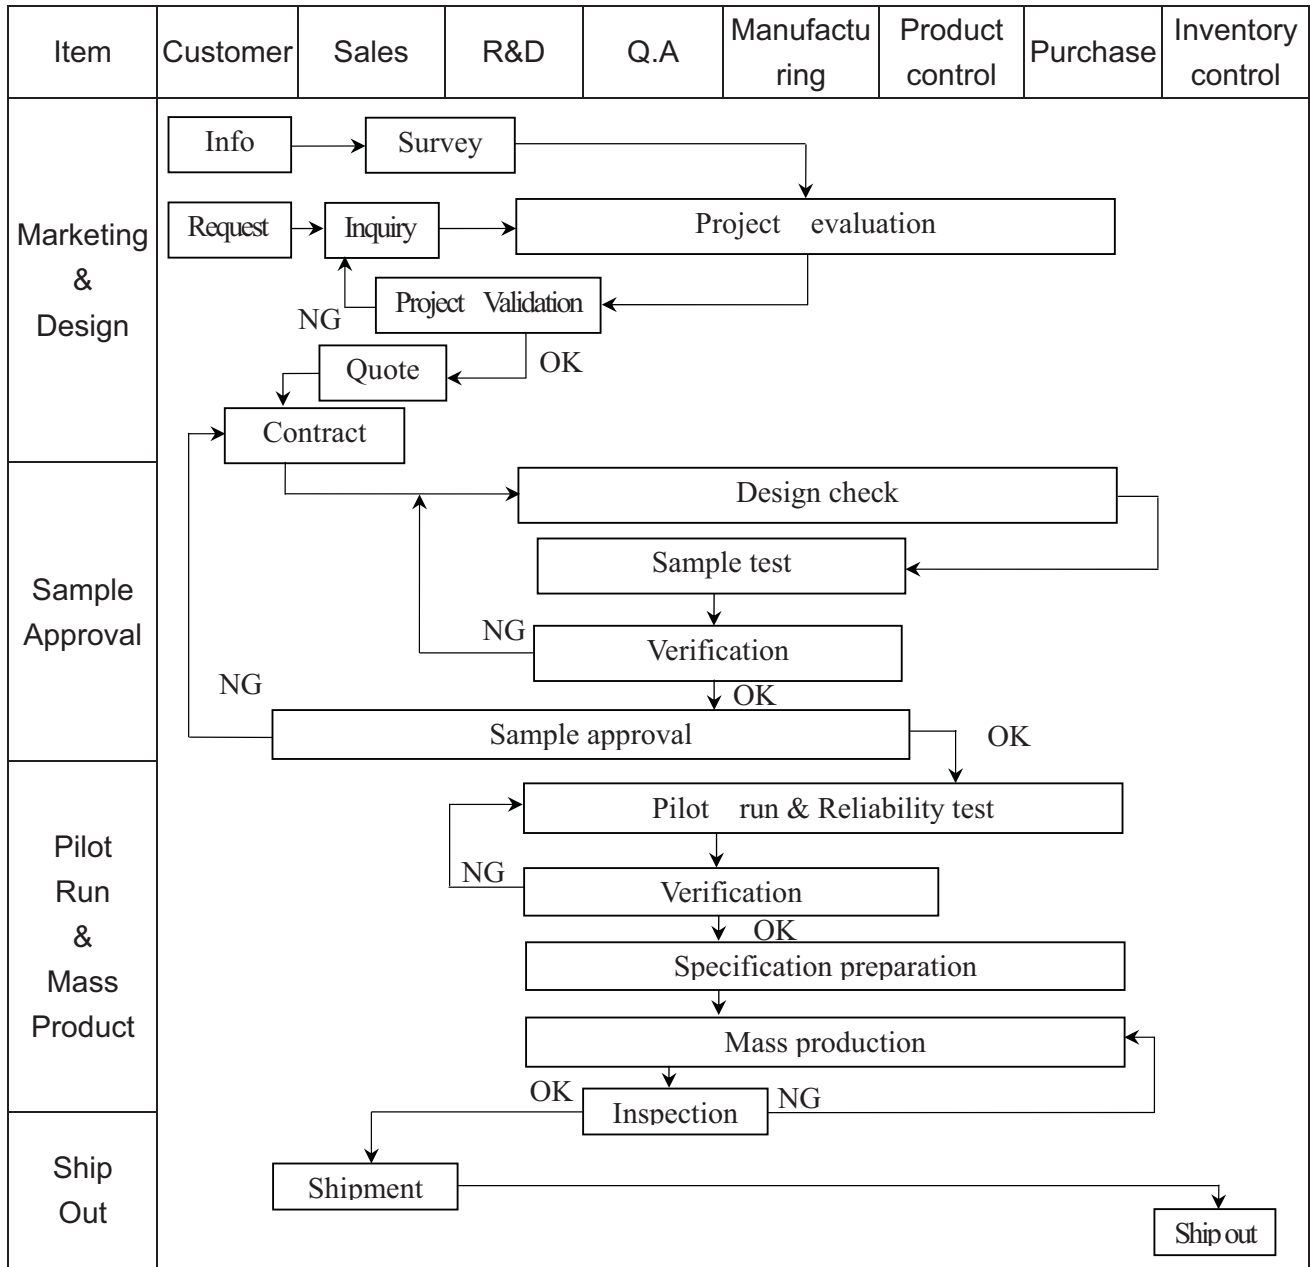 Item
Customer
Sales
R&D
Q.A
Manufactu
ring
Product
control
Purchase
Inventory
control
Marketing
&
Design
Info
Survey
Request
Inquiry
Project evaluation
Project Validation
NG
OK
Quote
Contract
Sample
Approval
Design check
Sample test
NG
Verification
NG
OK
Sample approval
OK
Pilot
Run
&
Mass
Product
Pilot run & Reliability test
NG
Verification
OK
Specification preparation
Mass production
OK
Inspection
NG
Ship
Out
Shipment
Ship out